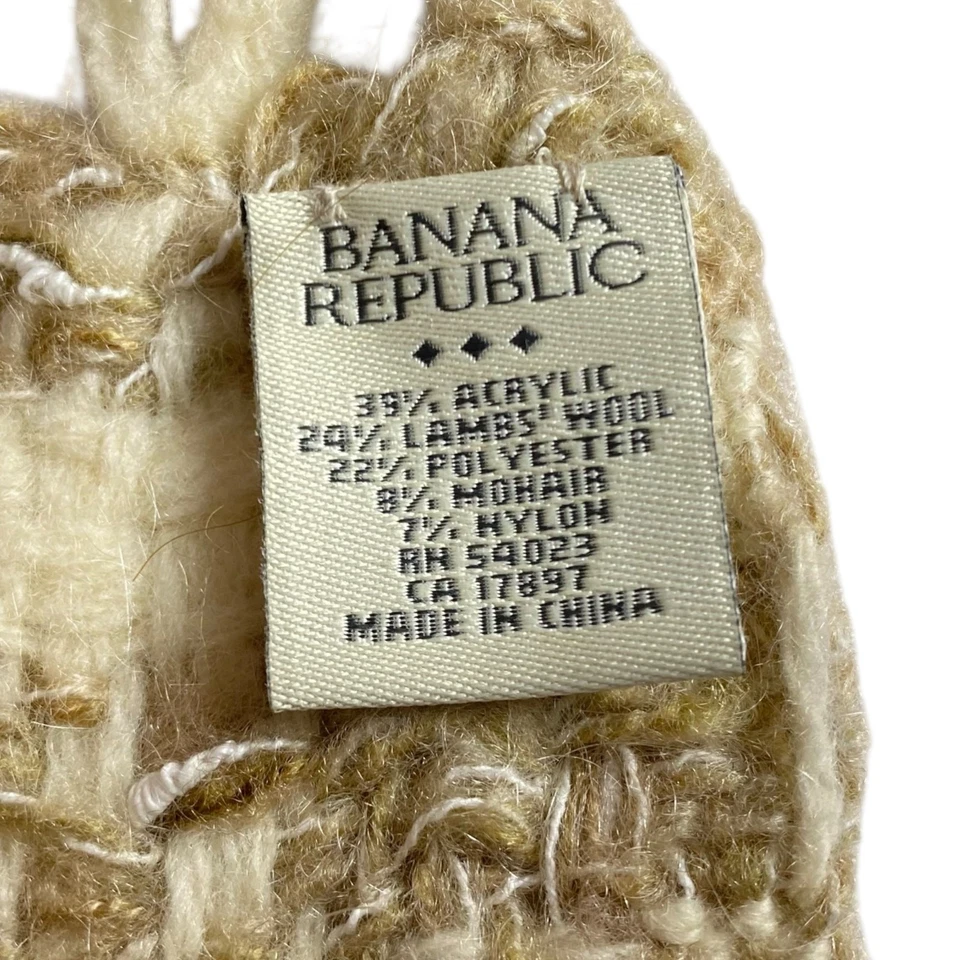 BANANA
REPUBLIC
39% ACRYLIC
24% LAMBS' WOOL
22% POLYESTER
8% MOHAIR
7% NYLON
RN 54023
CA 17897
MADE IN CHINA